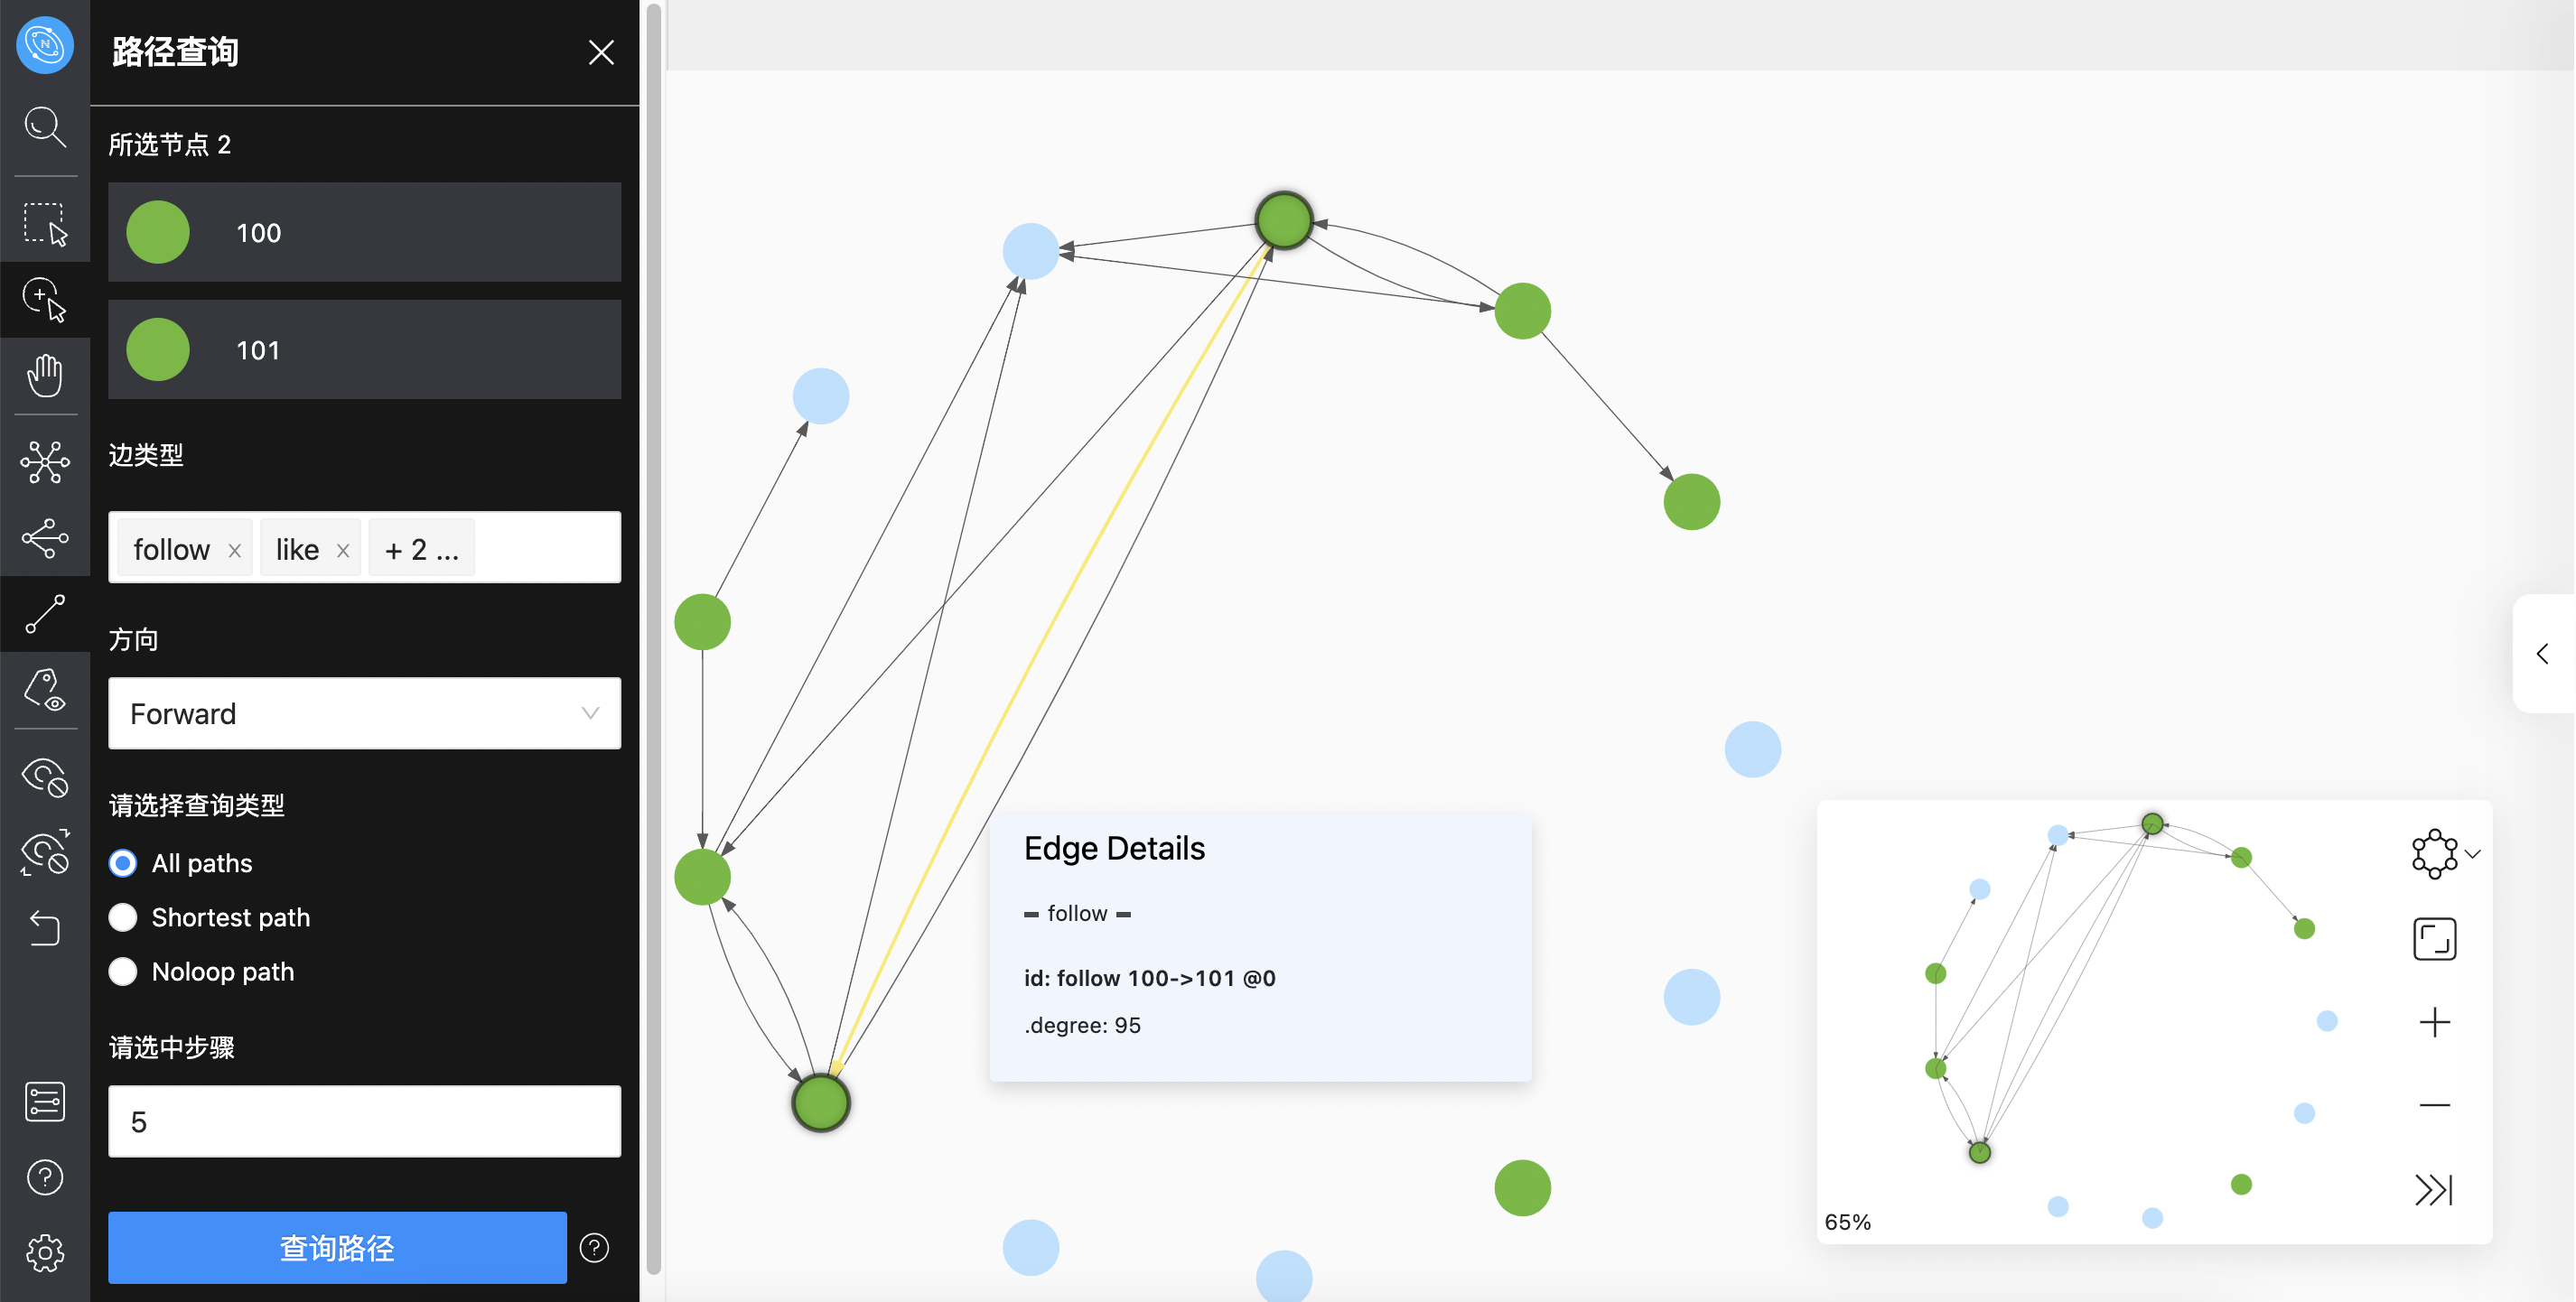 路径查询
所选节点 2
100
101
边类型
follow × like × + 2 ...
方向
Forward
请选择查询类型
All paths
Shortest path
Noloop path
请选中步骤
5
查询路径
Edge Details
follow
id: follow 100->101 @0
.degree: 95
65%